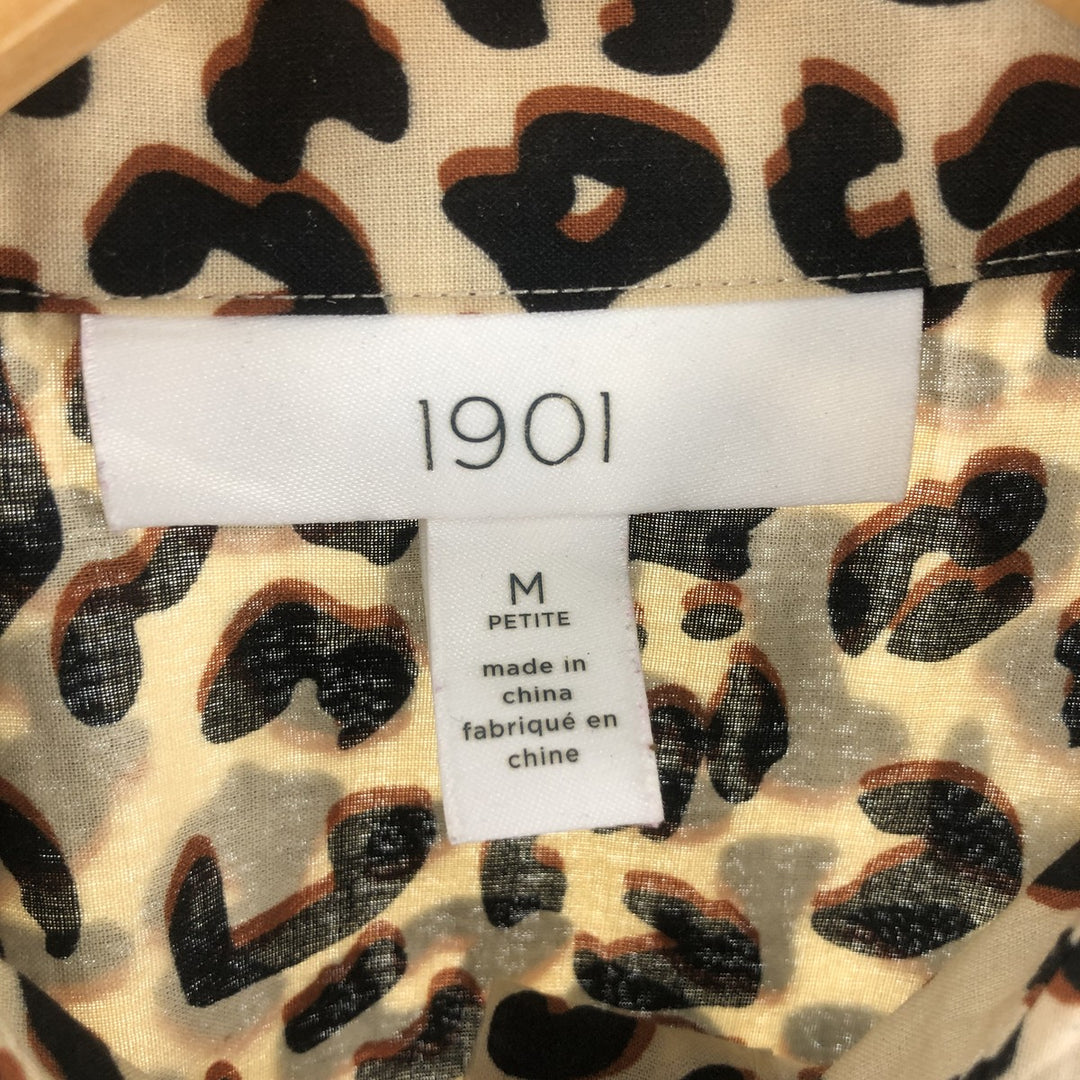 1901
M
PETITE
made in
china
fabriqué en
chine